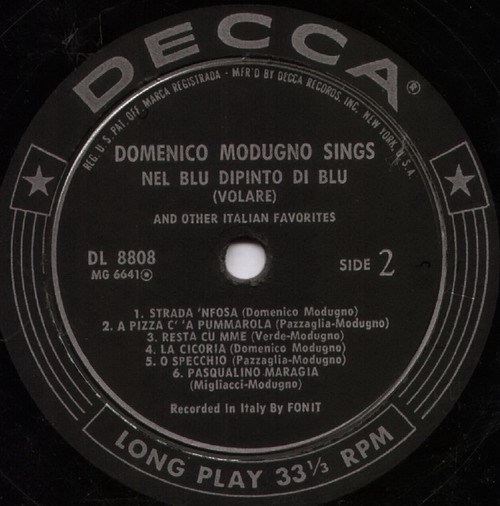 DECCA®
REG. U.S. PAT. OFF. MARCA REGISTRADA - MFR'D BY DECCA RECORDS, INC., NEW YORK, U.S.A.
DOMENICO MODUGNO SINGS
NEL BLU DIPINTO DI BLU
(VOLARE)
AND OTHER ITALIAN FAVORITES
DL 8808
MG 6641
SIDE 2
1. STRADA 'NFOSA (Domenico Modugno)
2. A PIZZA C' 'A PUMMAROLA (Pazzaglia-Modugno)
3. RESTA CU MME (Verde-Modugno)
4. LA CICORIA (Domenico Modugno)
5. O SPECCHIO (Pazzaglia-Modugno)
6. PASQUALINO MARAGIA
(Migliacci-Modugno)
Recorded In Italy By FONIT
LONG PLAY 33⅓ RPM